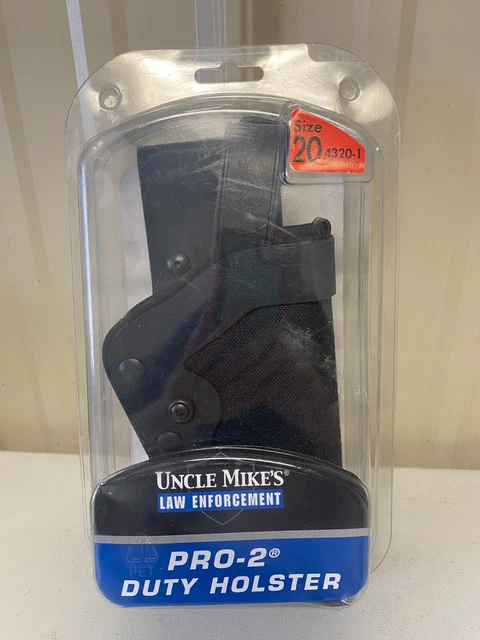 Size
20 4320-1
UNCLE MIKE'S®
LAW ENFORCEMENT
PRO-2®
DUTY HOLSTER